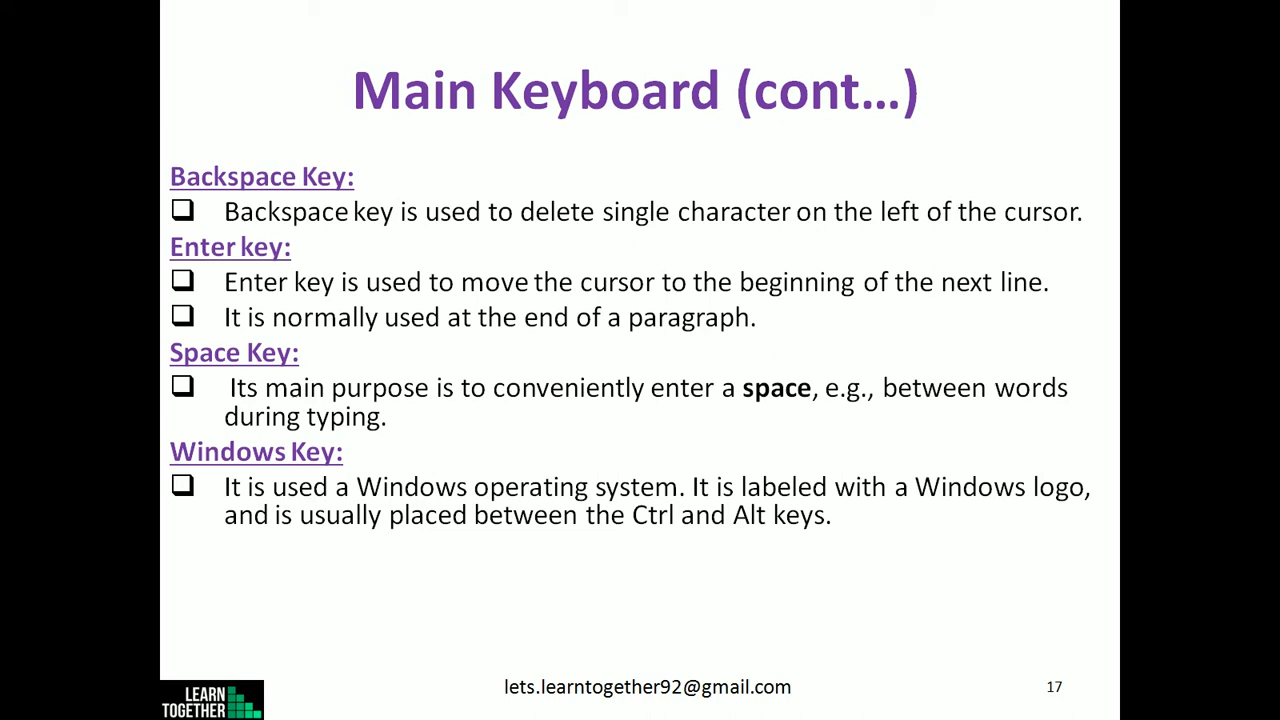 Main Keyboard (cont...)
Backspace Key:
Backspace key is used to delete single character on the left of the cursor.
Enter key:
Enter key is used to move the cursor to the beginning of the next line.
It is normally used at the end of a paragraph.
Space Key:
Its main purpose is to conveniently enter a space, e.g., between words
during typing.
Windows Key:
It is used a Windows operating system. It is labeled with a Windows logo,
and is usually placed between the Ctrl and Alt keys.
LEARN
TOGETHER
lets.learntogether92@gmail.com
17